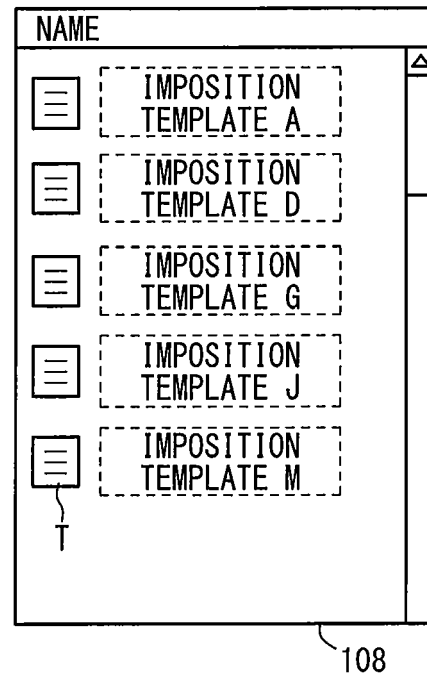 NAME
IMPOSITION
TEMPLATE A
IMPOSITION
TEMPLATE D
IMPOSITION
TEMPLATE G
IMPOSITION
TEMPLATE J
IMPOSITION
TEMPLATE M
T
108